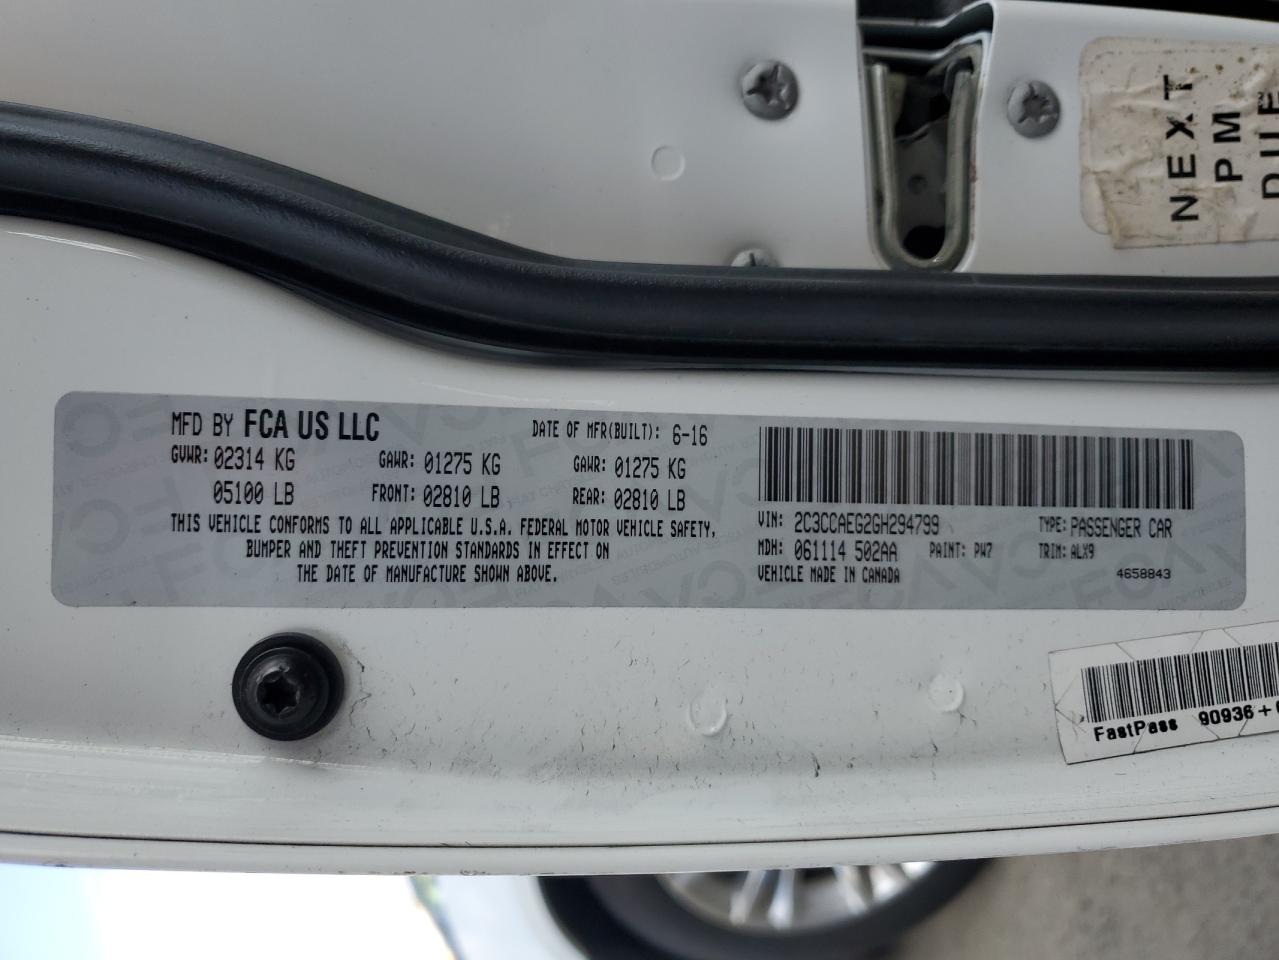 NEXT
PM
DUE
MFD BY FCA US LLC
DATE OF MFR(BUILT): 6-16
GVWR: 02314 KG GAWR: 01275 KG GAWR: 01275 KG
05100 LB FRONT: 02810 LB REAR: 02810 LB
THIS VEHICLE CONFORMS TO ALL APPLICABLE U.S.A. FEDERAL MOTOR VEHICLE SAFETY,
BUMPER AND THEFT PREVENTION STANDARDS IN EFFECT ON
THE DATE OF MANUFACTURE SHOWN ABOVE.
VIN: 2C3CCAEG2GH294799 TYPE: PASSENGER CAR
MDH: 061114 502AA PAINT: PW7 TRIM: ALX9
VEHICLE MADE IN CANADA 4658843
FastPass 90936+